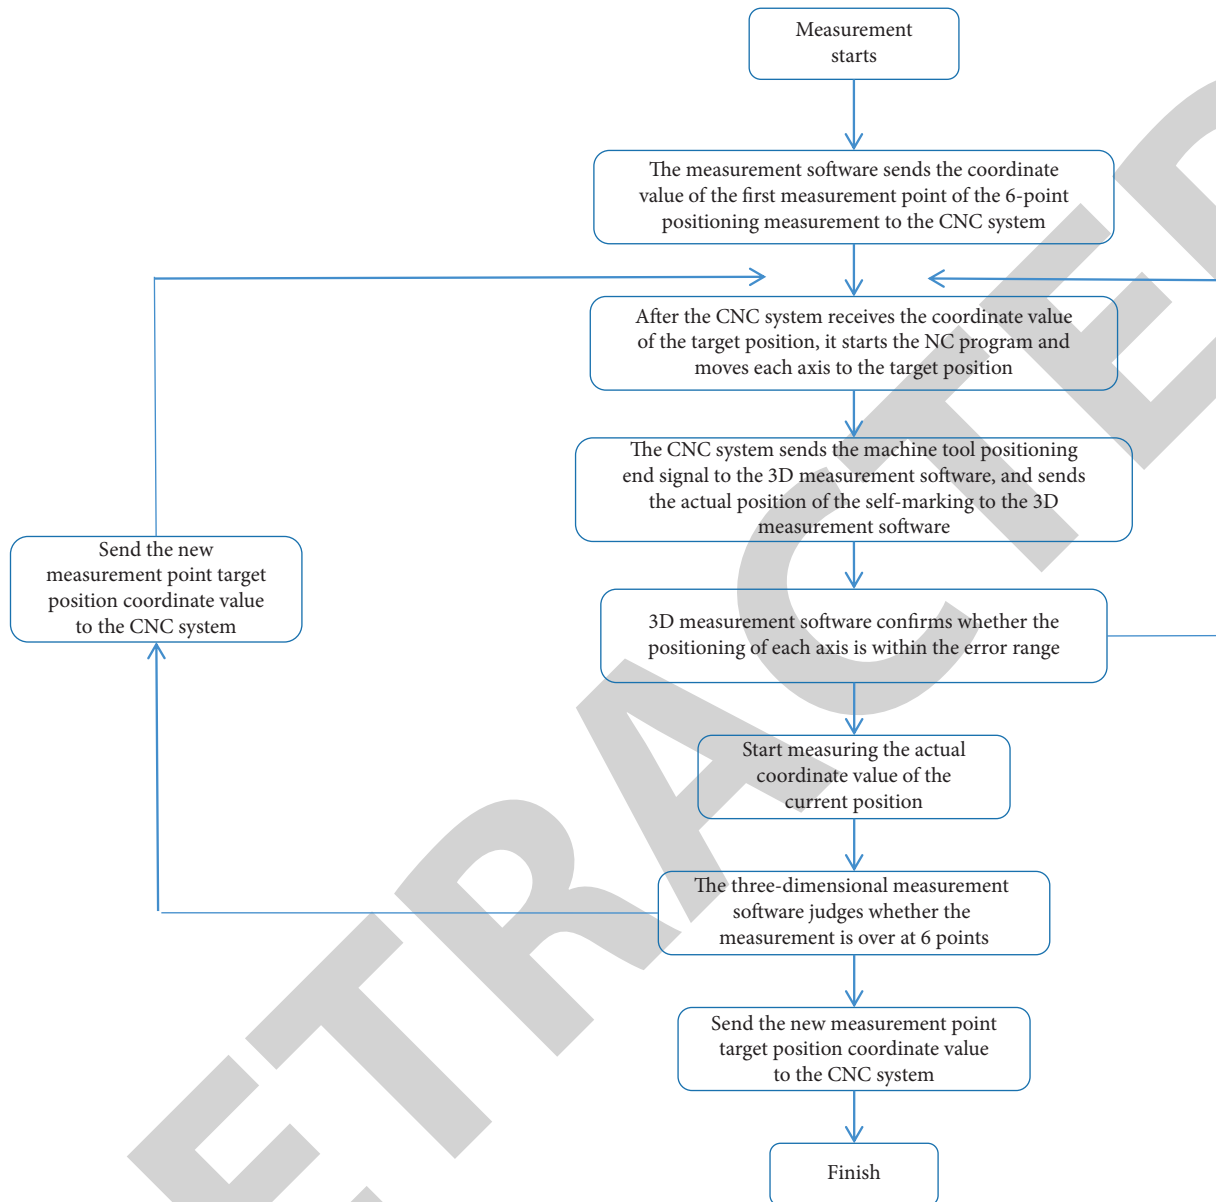 Measurement
starts
The measurement software sends the coordinate
value of the first measurement point of the 6-point
positioning measurement to the CNC system
After the CNC system receives the coordinate value
of the target position, it starts the NC program and
moves each axis to the target position
The CNC system sends the machine tool positioning
end signal to the 3D measurement software, and sends
the actual position of the self-marking to the 3D
measurement software
Send the new
measurement point target
position coordinate value
to the CNC system
3D measurement software confirms whether the
positioning of each axis is within the error range
Start measuring the actual
coordinate value of the
current position
The three-dimensional measurement
software judges whether the
measurement is over at 6 points
Send the new measurement point
target position coordinate value
to the CNC system
Finish
ETRACTE